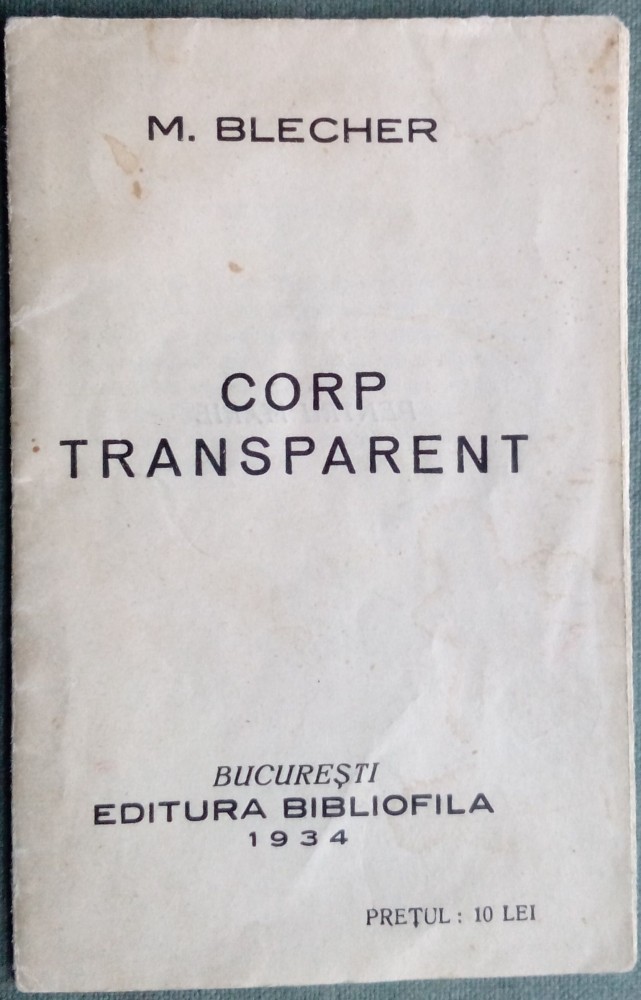 M. BLECHER
CORP
TRANSPARENT
BUCUREȘTI
EDITURA BIBLIOFILA
1934
PREȚUL : 10 LEI